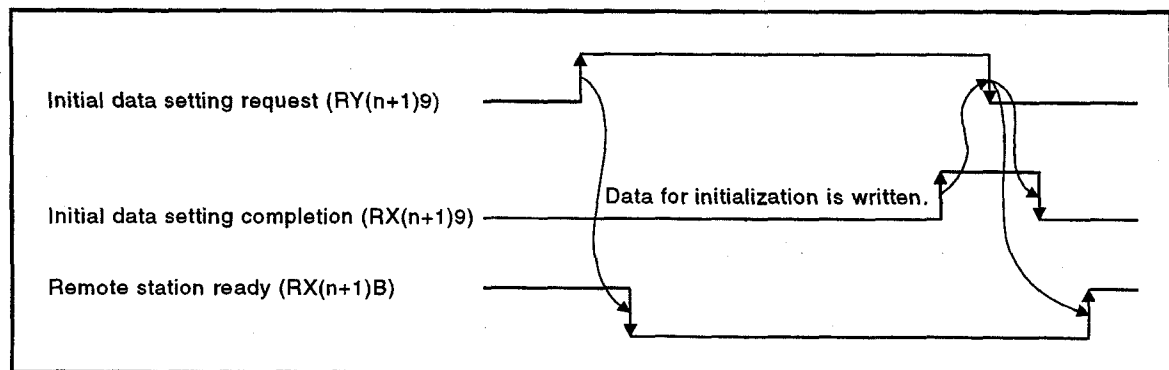 Initial data setting request (RY(n+1)9)
Data for initialization is written.
Initial data setting completion (RX(n+1)9)
Remote station ready (RX(n+1)B)